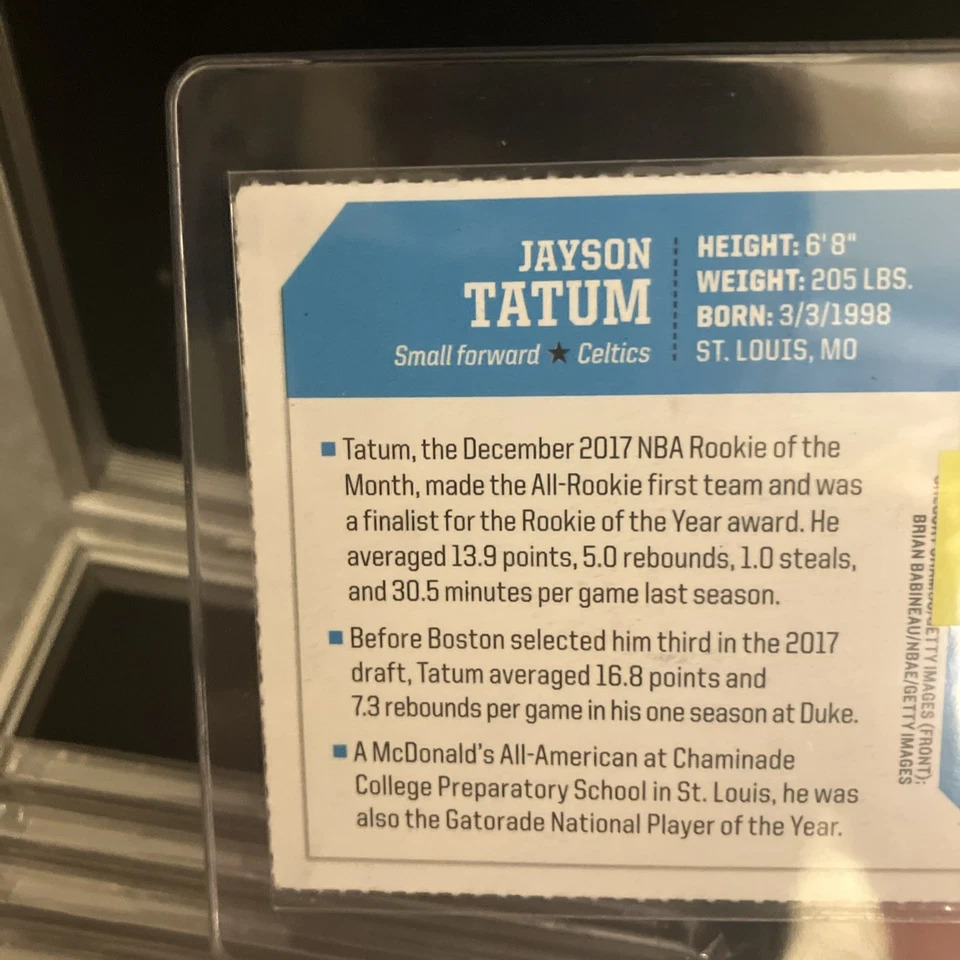 JAYSON
TATUM
Small forward ★ Celtics
HEIGHT: 6'8"
WEIGHT: 205 LBS.
BORN: 3/3/1998
ST. LOUIS, MO
■ Tatum, the December 2017 NBA Rookie of the
Month, made the All-Rookie first team and was
a finalist for the Rookie of the Year award. He
averaged 13.9 points, 5.0 rebounds, 1.0 steals,
and 30.5 minutes per game last season.
■ Before Boston selected him third in the 2017
draft, Tatum averaged 16.8 points and
7.3 rebounds per game in his one season at Duke.
■ A McDonald's All-American at Chaminade
College Preparatory School in St. Louis, he was
also the Gatorade National Player of the Year.
IMAGES (FRONT);
BRIAN BABINEAU/NBAE/GETTY IMAGES